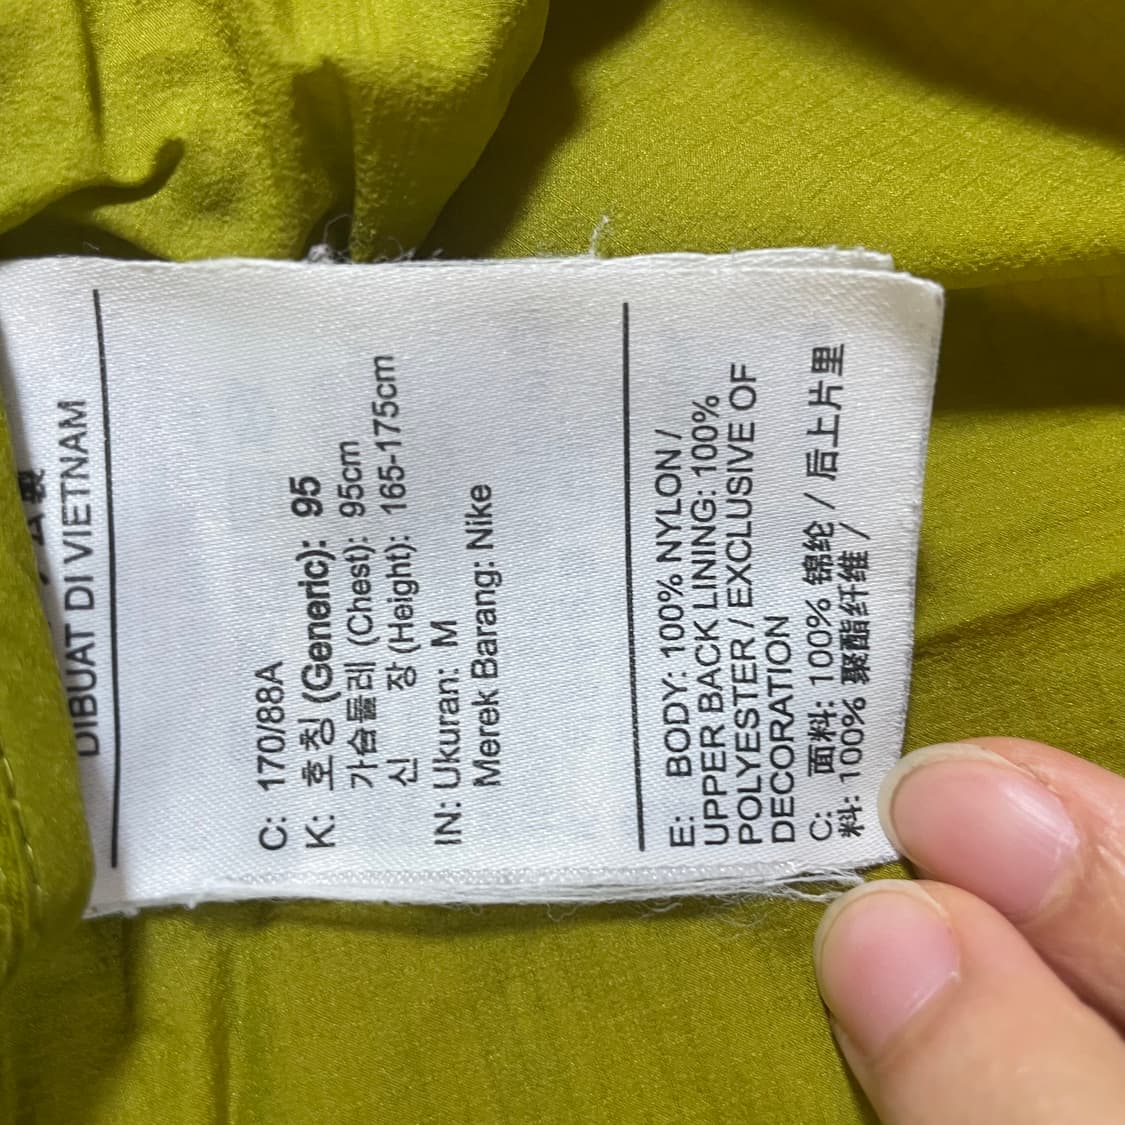 DIBUAT DI VIETNAM
C: 170/88A
K: 호칭 (Generic): 95
가슴둘레 (Chest): 95cm
신 장 (Height): 165-175cm
IN: Ukuran: M
Merek Barang: Nike
E: BODY: 100% NYLON /
UPPER BACK LINING: 100%
POLYESTER / EXCLUSIVE OF
DECORATION
C: 面料: 100% 锦纶 / 后上片里
料: 100% 聚酯纤维 /